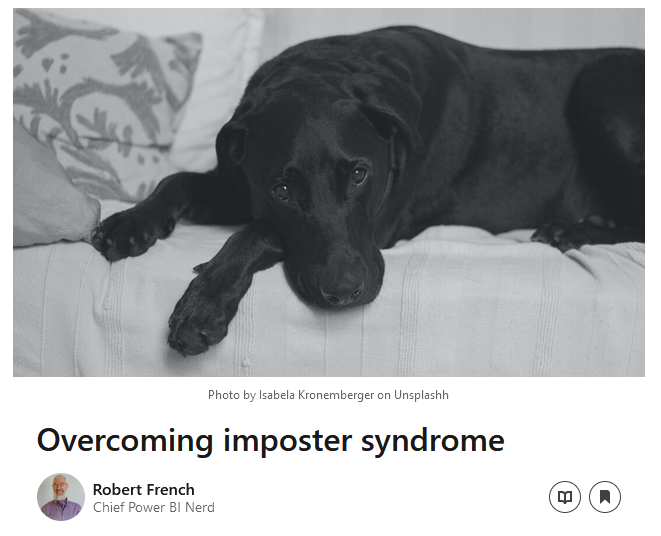 Photo by Isabela Kronemberger on Unsplashh
Overcoming imposter syndrome
Robert French
Chief Power BI Nerd